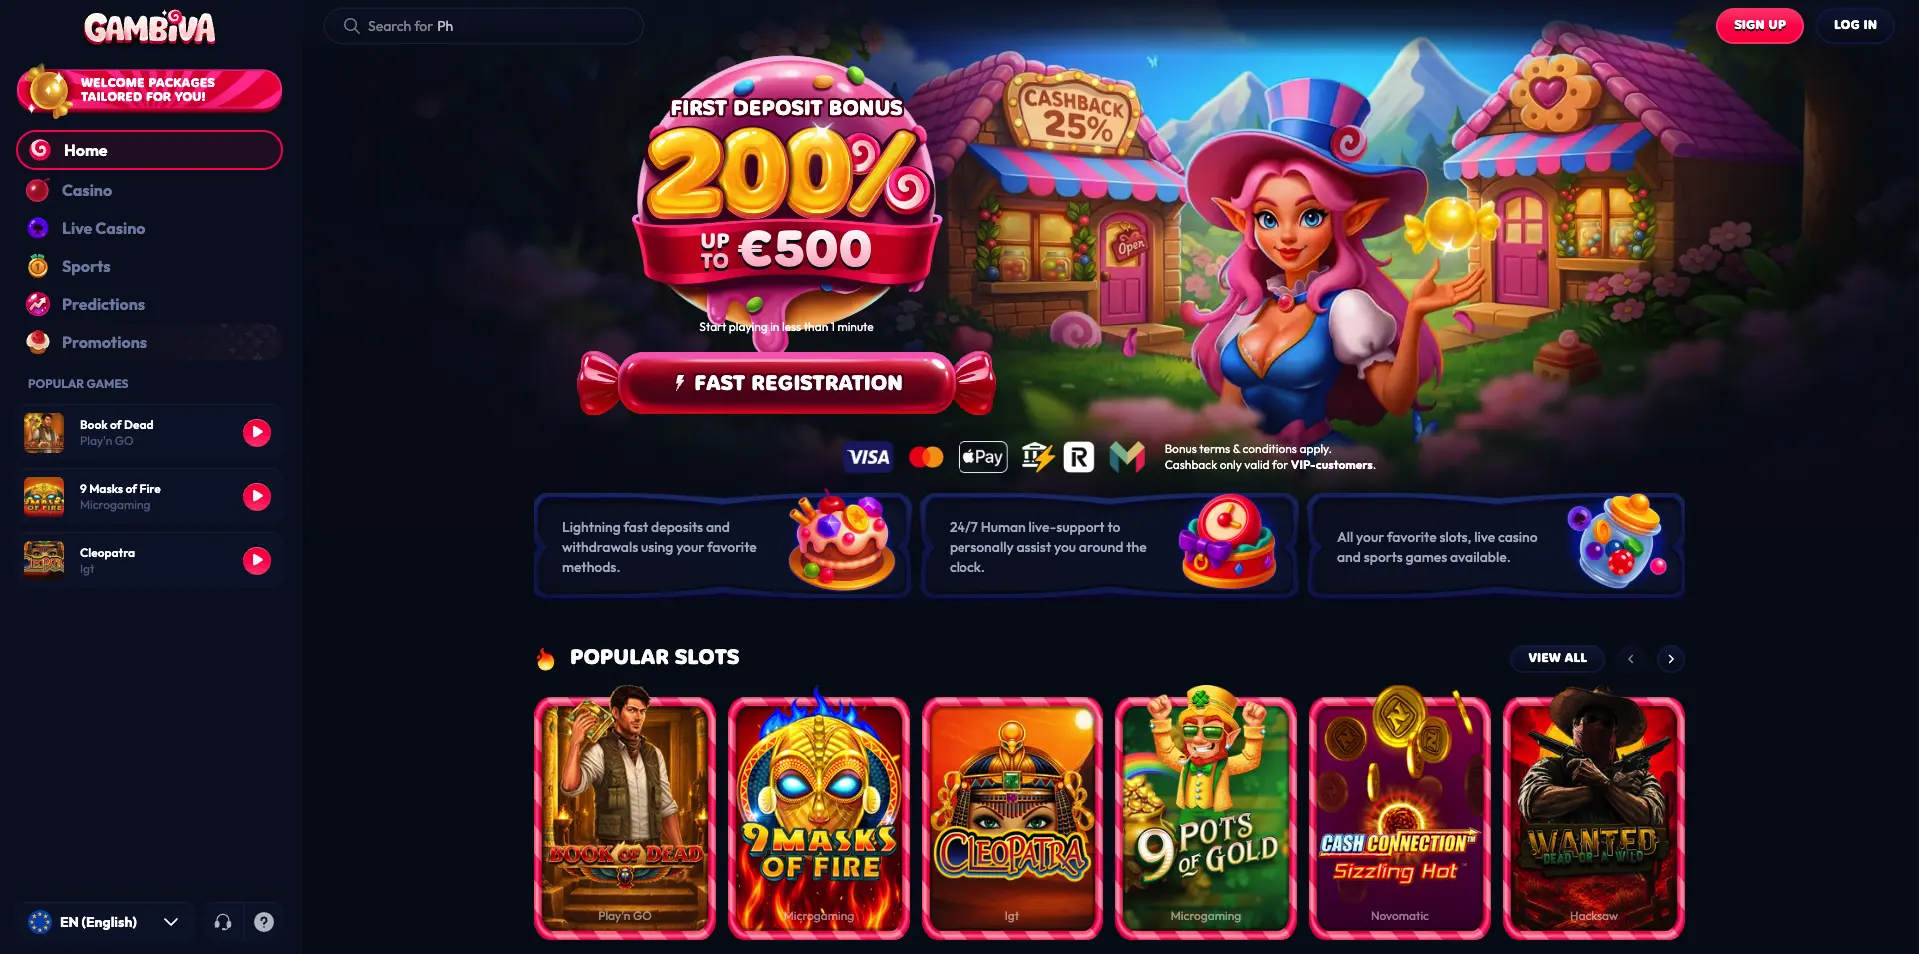 GAMBIVA
Search for Ph
SIGN UP
LOG IN
WELCOME PACKAGES
TAILORED FOR YOU!
Home
Casino
Live Casino
Sports
Predictions
Promotions
POPULAR GAMES
Book of Dead
Play'n GO
9 Masks of Fire
Microgaming
Cleopatra
Igt
EN (English)
?
FIRST DEPOSIT BONUS
200%
UP TO €500
Start playing in less than 1 minute
FAST REGISTRATION
CASHBACK
25%
Open
VISA
Pay
R
Bonus terms & conditions apply.
Cashback only valid for VIP-customers.
Lightning fast deposits and
withdrawals using your favorite
methods.
24/7 Human live-support to
personally assist you around the
clock.
All your favorite slots, live casino
and sports games available.
POPULAR SLOTS
VIEW ALL
BOOK OF DEAD
Play'n GO
9 MASKS
OF FIRE
Microgaming
CLEOPATRA
Igt
9 POTS
OF GOLD
Microgaming
CASH CONNECTION™
Sizzling Hot™
Novomatic
WANTED
DEAD OR A WILD
Hacksaw